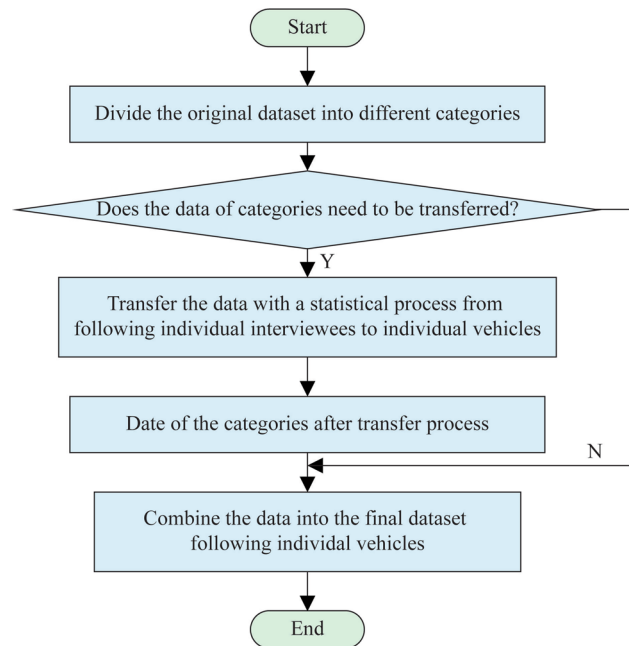 Start
Divide the original dataset into different categories
Does the data of categories need to be transferred?
Y
Transfer the data with a statistical process from
following individual interviewees to individual vehicles
Date of the categories after transfer process
N
Combine the data into the final dataset
following individal vehicles
End